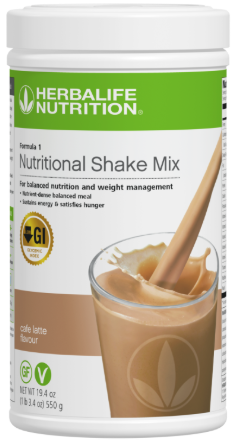 HERBALIFE
NUTRITION®
Formula 1
Nutritional Shake Mix
For balanced nutrition and weight management
• Nutrient-dense balanced meal
• Sustains energy & satisfies hunger
GI
cafe latte
flavour
GF V
NET WT 19.4 oz
(1 lb 3.4 oz) 550 g